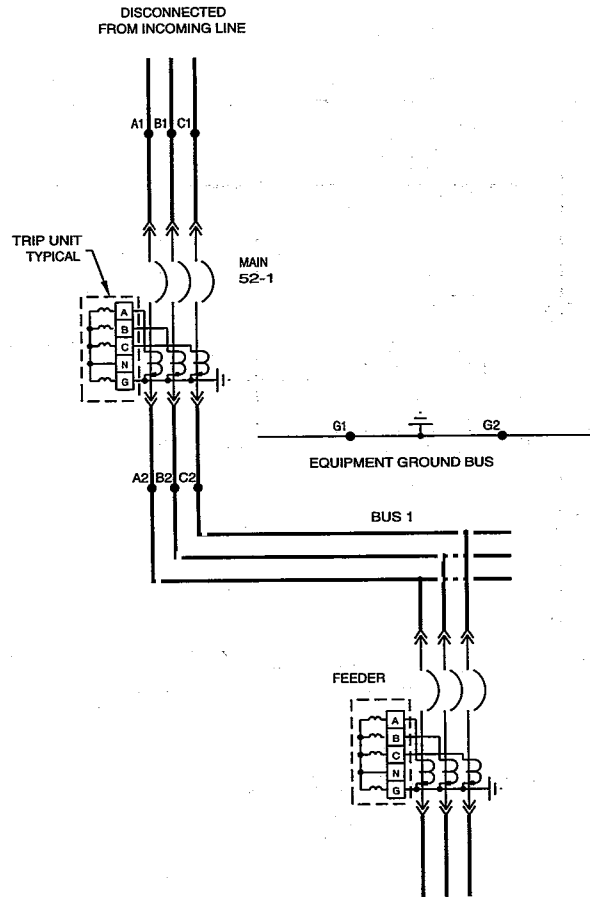 DISCONNECTED
FROM INCOMING LINE
A1 B1 C1
TRIP UNIT
TYPICAL
MAIN
52-1
A
B
C
N
G
G1
G2
EQUIPMENT GROUND BUS
A2 B2 C2
BUS 1
FEEDER
A
B
C
N
G